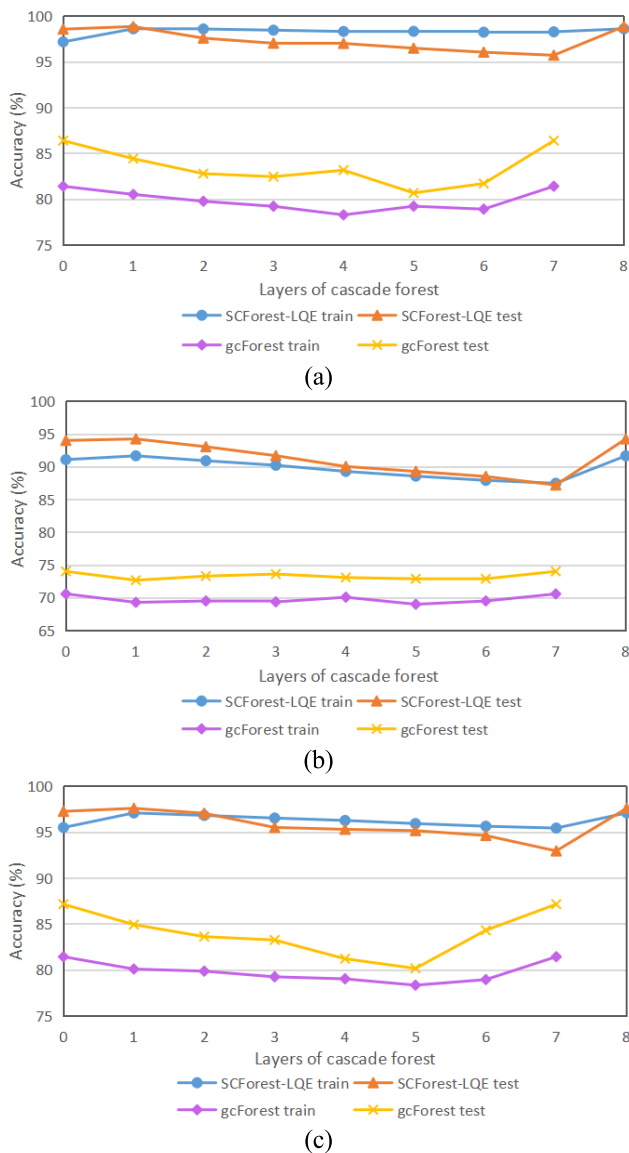 100
95
90
85
80
75
Accuracy (%)
0 1 2 3 4 5 6 7 8
Layers of cascade forest
SCForest-LQE train SCForest-LQE test
gcForest train gcForest test
(a)
100
95
90
85
80
75
70
65
Accuracy (%)
0 1 2 3 4 5 6 7 8
Layers of cascade forest
SCForest-LQE train SCForest-LQE test
gcForest train gcForest test
(b)
100
95
90
85
80
75
Accuracy (%)
0 1 2 3 4 5 6 7 8
Layers of cascade forest
SCForest-LQE train SCForest-LQE test
gcForest train gcForest test
(c)